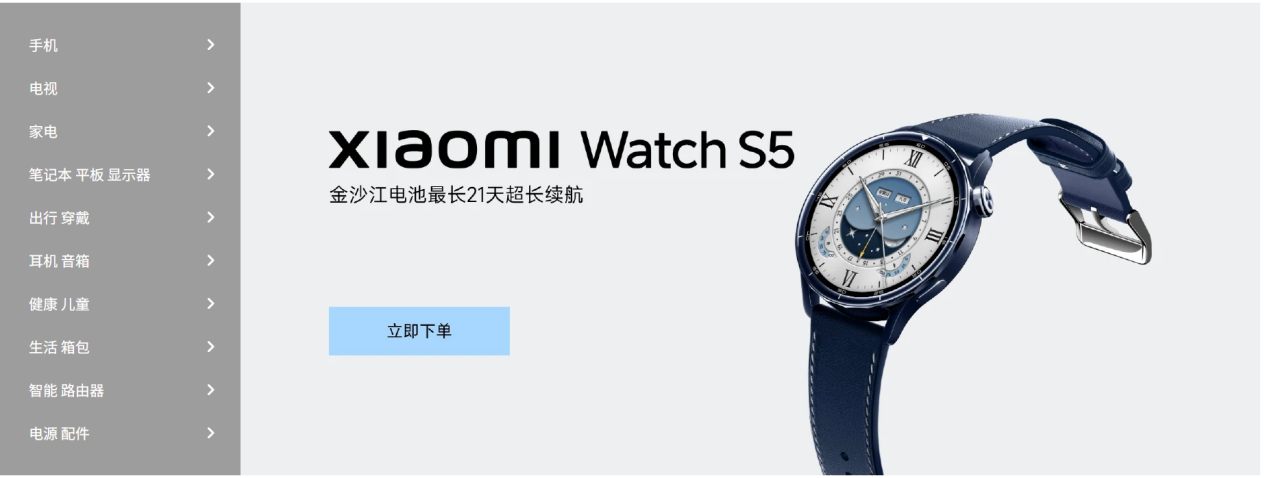 手机
电视
家电
笔记本 平板 显示器
出行 穿戴
耳机 音箱
健康 儿童
生活 箱包
智能 路由器
电源 配件
xiaomi Watch S5
金沙江电池最长21天超长续航
立即下单